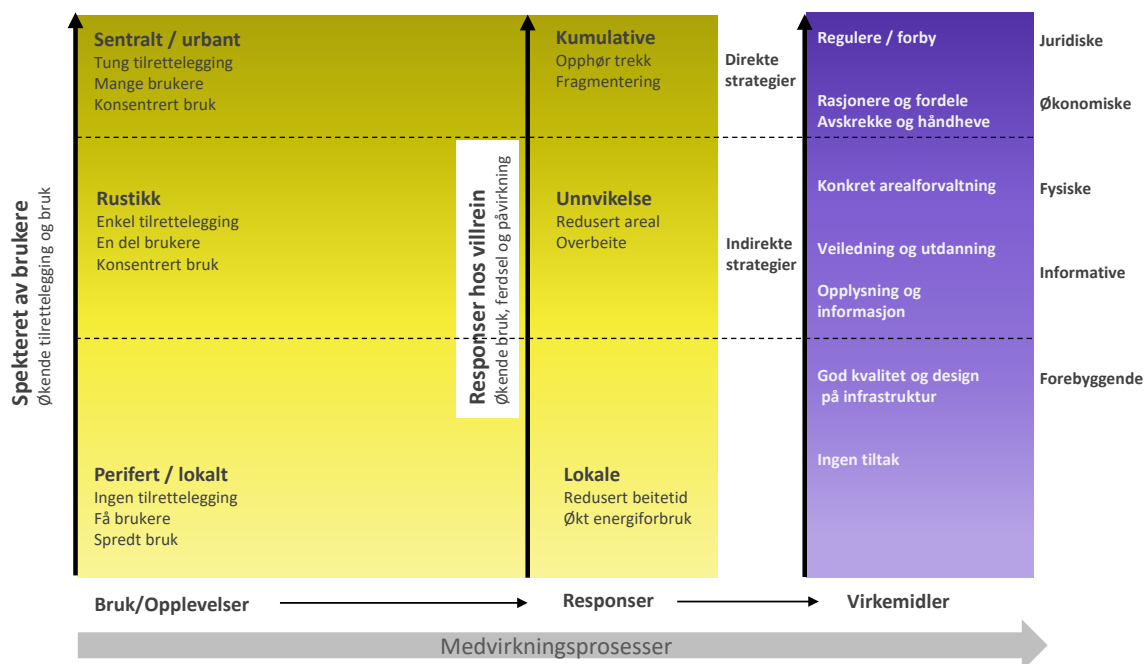 Spekteret av brukere
Økende tilrettelegging og bruk
Sentralt / urbant
Tung tilrettelegging
Mange brukere
Konsentrert bruk
Rustikk
Enkel tilrettelegging
En del brukere
Konsentrert bruk
Perifert / lokalt
Ingen tilrettelegging
Få brukere
Spredt bruk
Responser hos villrein
Økende bruk, ferdsel og påvirkning
Kumulative
Opphør trekk
Fragmentering
Unnvikelse
Redusert areal
Overbeite
Lokale
Redusert beitetid
Økt energiforbruk
Direkte
strategier
Indirekte
strategier
Regulere / forby
Rasjonere og fordele
Avskrekke og håndheve
Konkret arealforvaltning
Veiledning og utdanning
Opplysning og
informasjon
God kvalitet og design
på infrastruktur
Ingen tiltak
Juridiske
Økonomiske
Fysiske
Informative
Forebyggende
Bruk/Opplevelser
Responser
Virkemidler
Medvirkningsprosesser